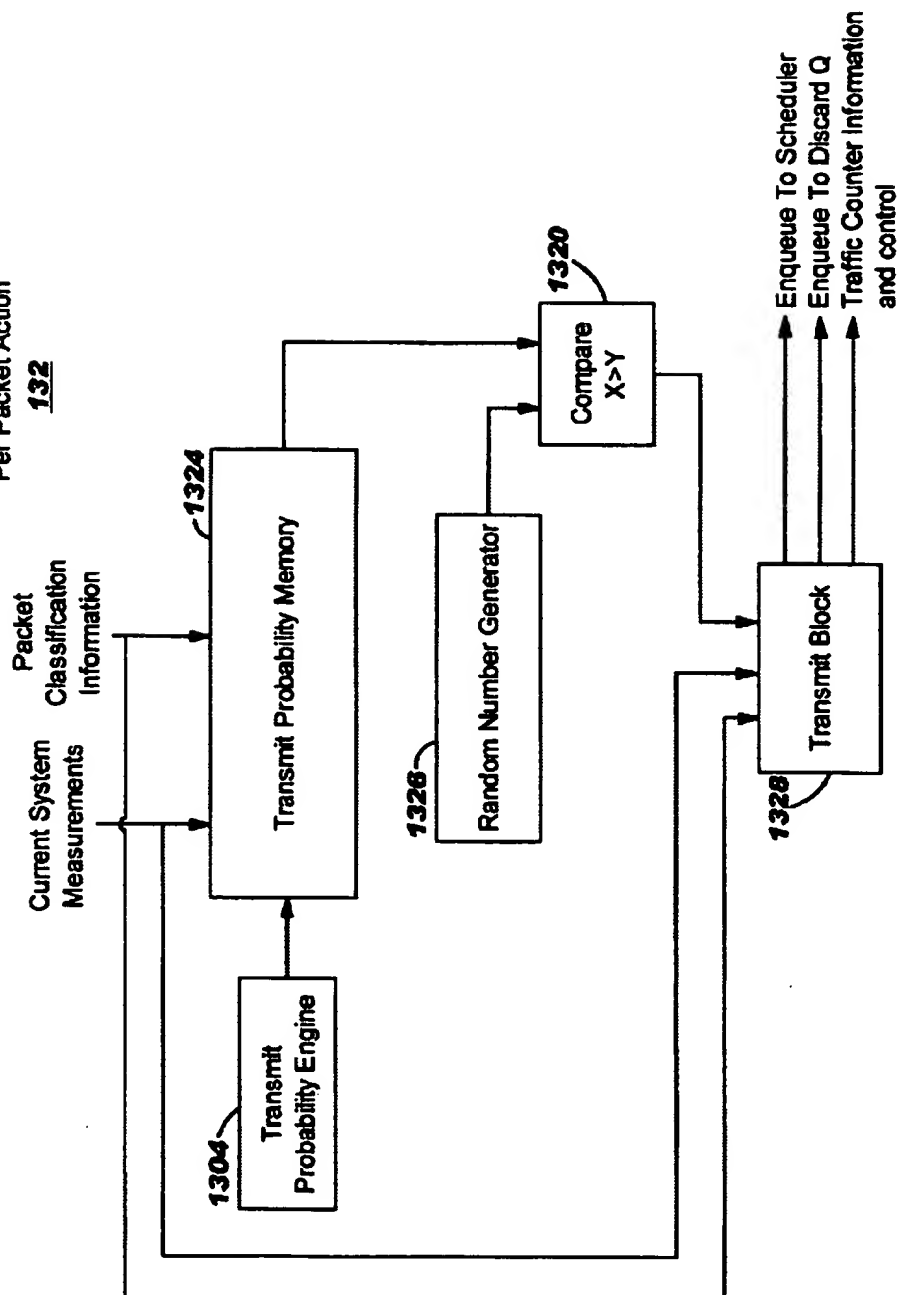 Per Packet Action
132
Packet
Classification
Information
Current System
Measurements
1324
Transmit Probability Memory
1304
Transmit
Probability Engine
1326
Random Number Generator
1320
Compare
X>Y
1328
Transmit Block
Enqueue To Scheduler
Enqueue To Discard Q
Traffic Counter Information
and control